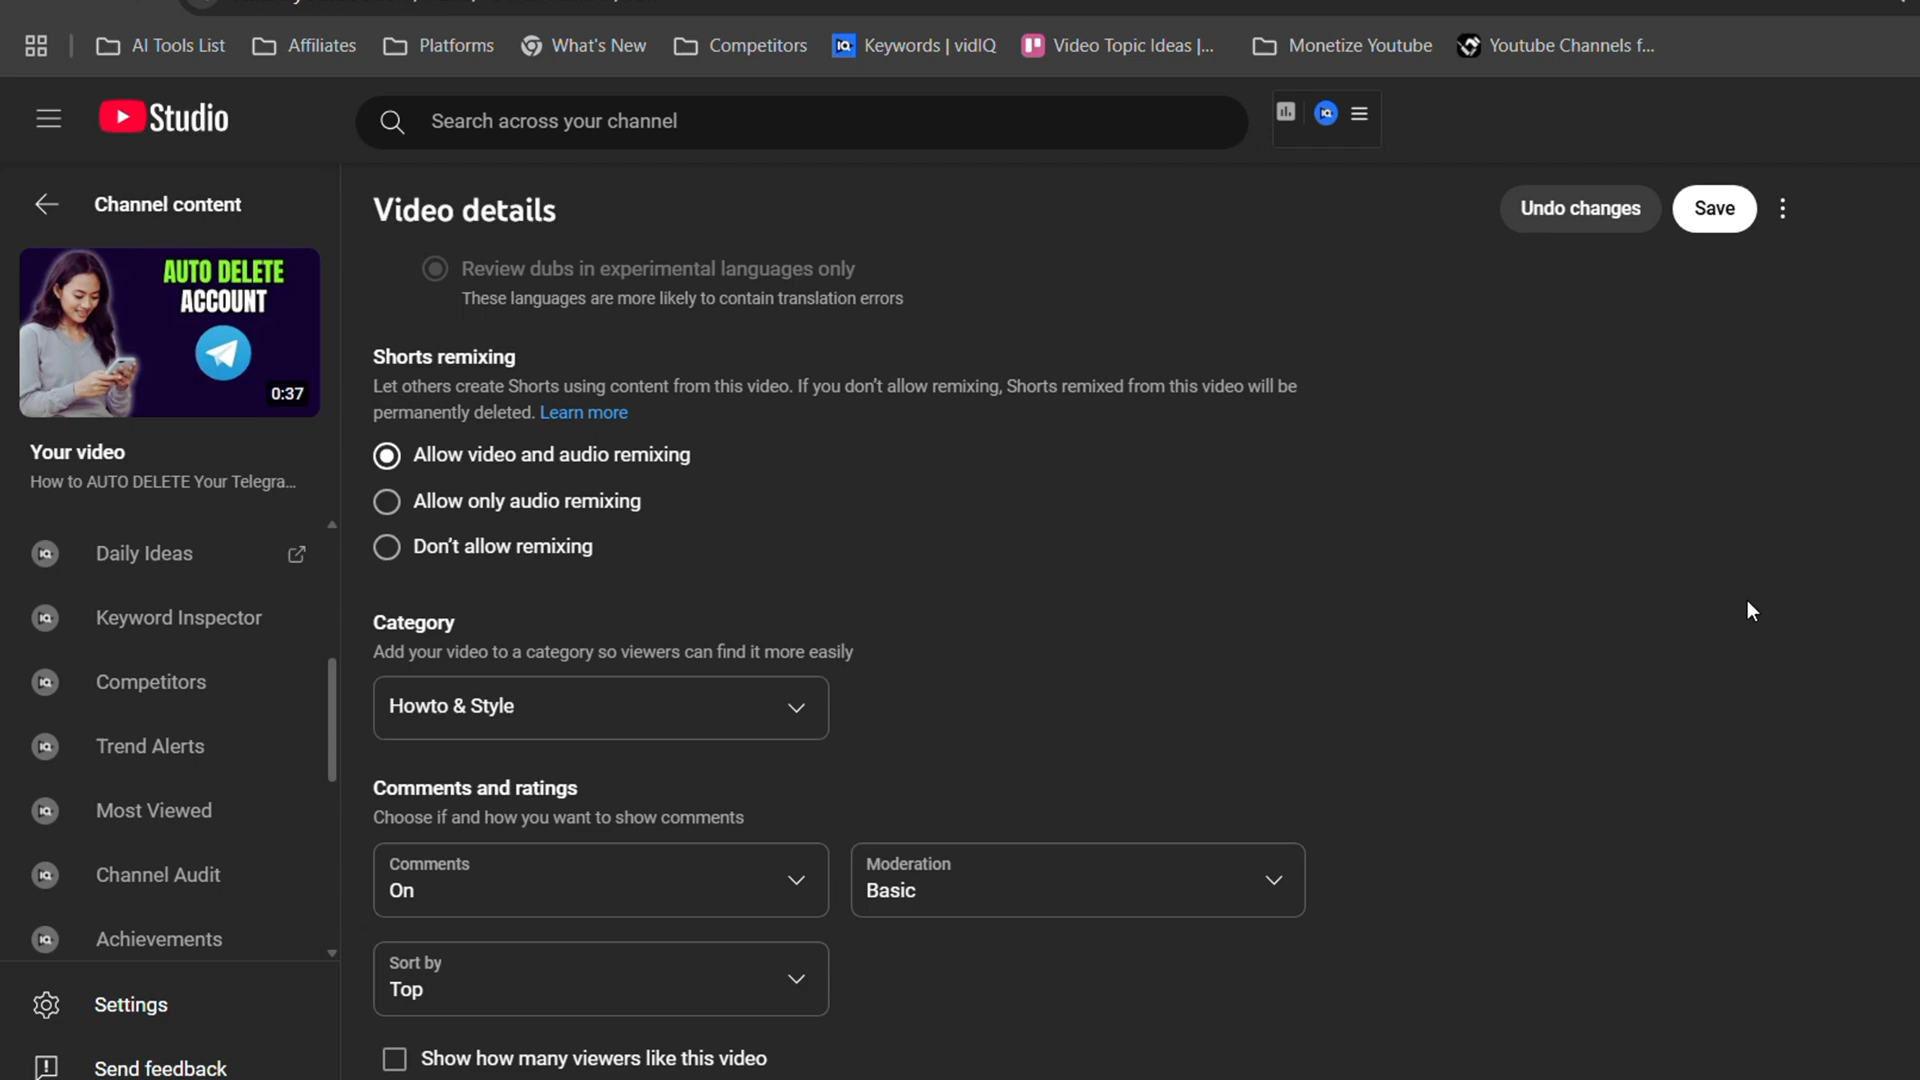 AI Tools List
Affiliates
Platforms
What's New
Competitors
Keywords | vidIQ
Video Topic Ideas |...
Monetize Youtube
Youtube Channels f...
Studio
Search across your channel
Channel content
Video details
Undo changes
Save
AUTO DELETE
ACCOUNT
0:37
Your video
How to AUTO DELETE Your Telegra...
Daily Ideas
Keyword Inspector
Competitors
Trend Alerts
Most Viewed
Channel Audit
Achievements
Settings
Send feedback
Review dubs in experimental languages only
These languages are more likely to contain translation errors
Shorts remixing
Let others create Shorts using content from this video. If you don't allow remixing, Shorts remixed from this video will be
permanently deleted. Learn more
Allow video and audio remixing
Allow only audio remixing
Don't allow remixing
Category
Add your video to a category so viewers can find it more easily
Howto & Style
Comments and ratings
Choose if and how you want to show comments
Comments
On
Moderation
Basic
Sort by
Top
Show how many viewers like this video